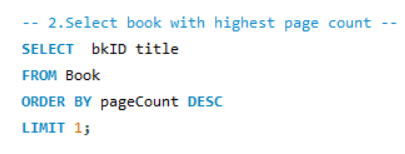 -- 2.Select book with highest page count --
SELECT  bkID title
FROM Book
ORDER BY pageCount DESC
LIMIT 1;